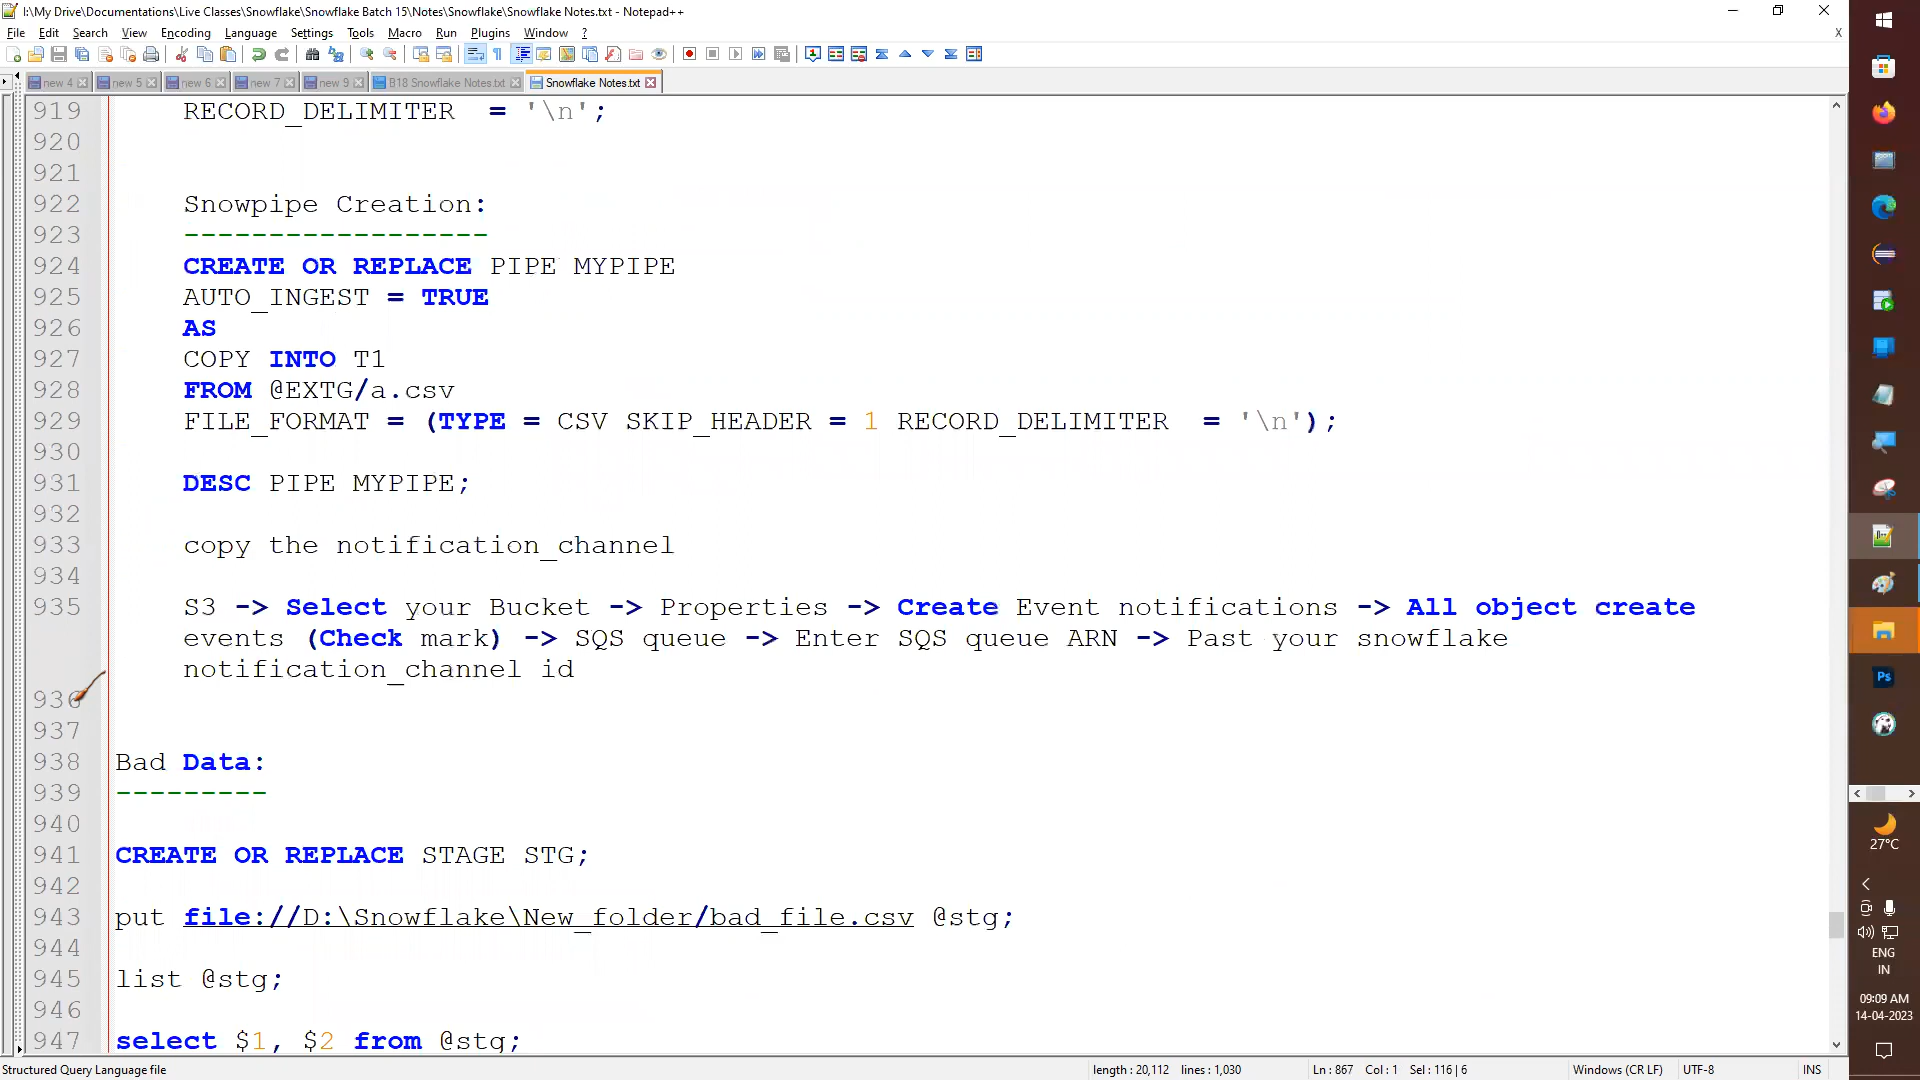 I:\My Drive\Documentations\Live Classes\Snowflake\Snowflake Batch 15\Notes\Snowflake\Snowflake Notes.txt - Notepad++
File Edit Search View Encoding Language Settings Tools Macro Run Plugins Window ?
X
new 4 new 5 new 6 new 7 new 9 B18 Snowflake Notes.txt Snowflake Notes.txt
919 RECORD_DELIMITER = '\n';
920
921
922 Snowpipe Creation:
923 ------------------
924 CREATE OR REPLACE PIPE MYPIPE
925 AUTO_INGEST = TRUE
926 AS
927 COPY INTO T1
928 FROM @EXTG/a.csv
929 FILE_FORMAT = (TYPE = CSV SKIP_HEADER = 1 RECORD_DELIMITER = '\n');
930
931 DESC PIPE MYPIPE;
932
933 copy the notification_channel
934
935 S3 -> Select your Bucket -> Properties -> Create Event notifications -> All object create
events (Check mark) -> SQS queue -> Enter SQS queue ARN -> Past your snowflake
notification_channel id
936
937
938 Bad Data:
939 ---------
940
941 CREATE OR REPLACE STAGE STG;
942
943 put file://D:\Snowflake\New_folder/bad_file.csv @stg;
944
945 list @stg;
946
947 select $1, $2 from @stg;
Structured Query Language file length : 20,112 lines : 1,030 Ln : 867 Col : 1 Sel : 116 | 6 Windows (CR LF) UTF-8 INS
Ps
27°C
ENG
IN
09:09 AM
14-04-2023